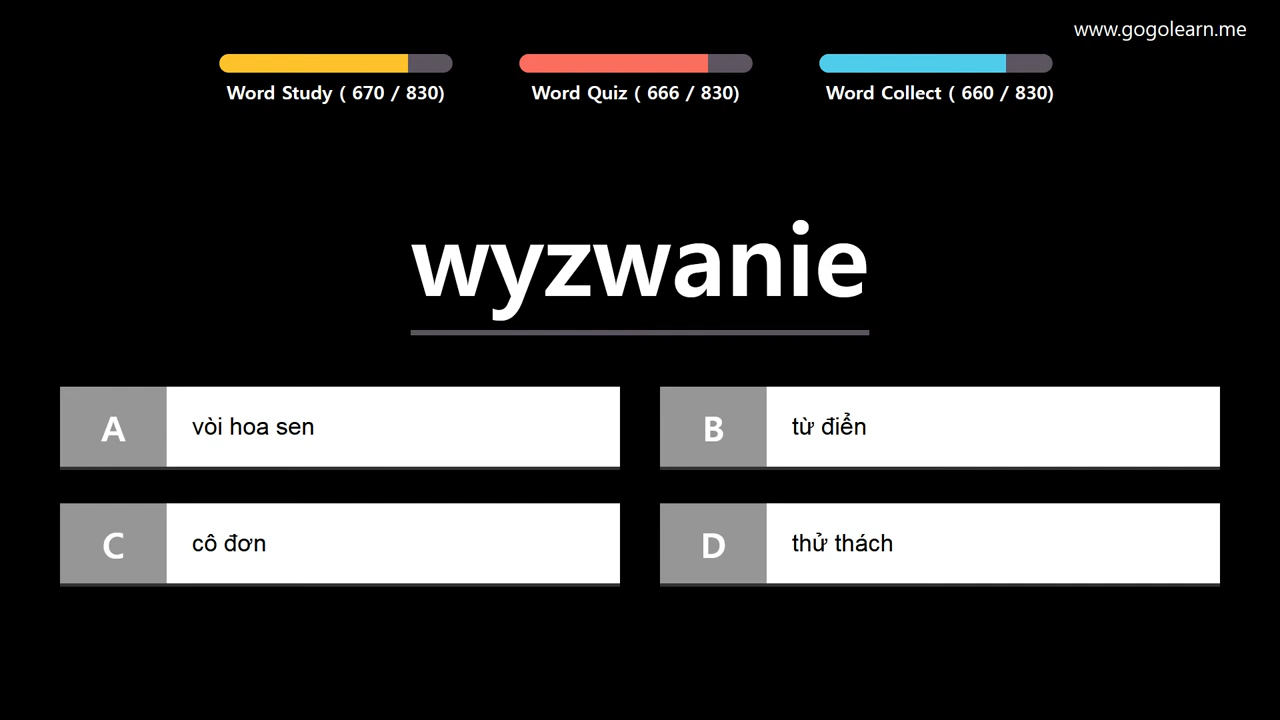 www.gogolearn.me
Word Study ( 670 / 830)
Word Quiz ( 666 / 830)
Word Collect ( 660 / 830)
wyzwanie
A vòi hoa sen
B từ điển
C cô đơn
D thử thách